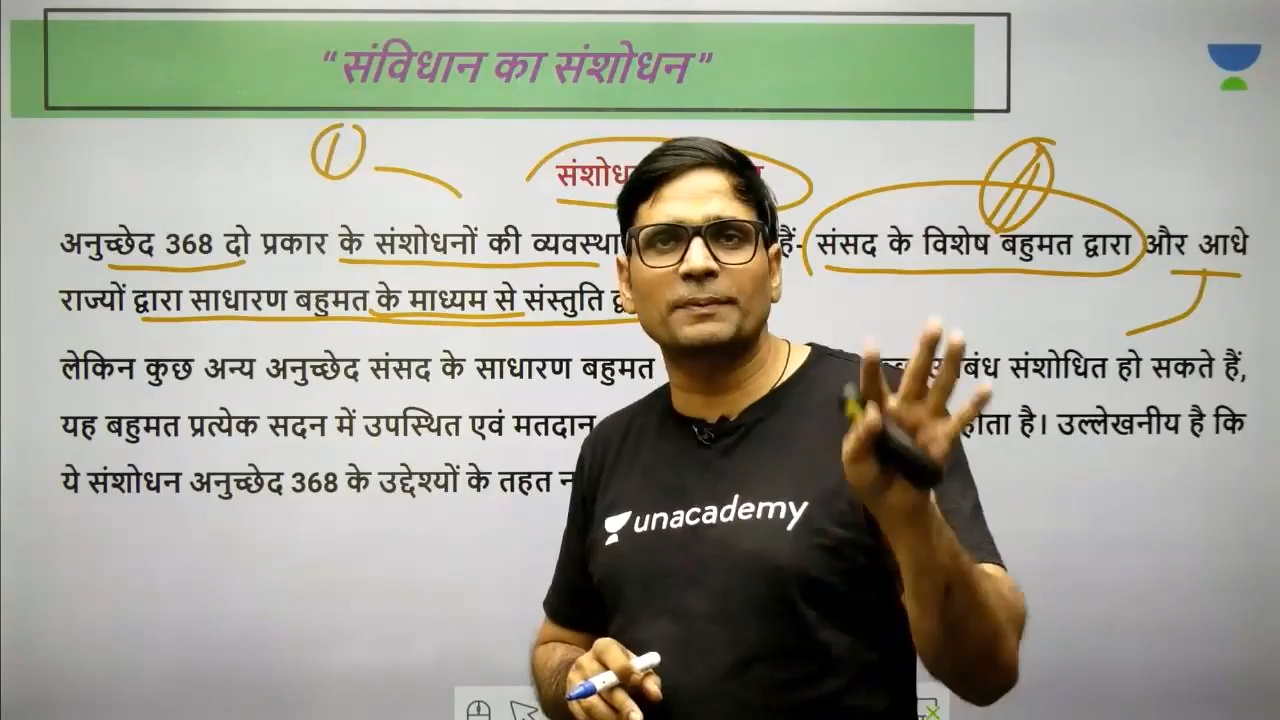 “संविधान का संशोधन”
1
अनुच्छेद 368 दो प्रकार के संशोधनों की व्यवस्था हैं- संसद के विशेष बहुमत द्वारा और आधे
राज्यों द्वारा साधारण बहुमत के माध्यम से संस्तुति
लेकिन कुछ अन्य अनुच्छेद संसद के साधारण बहुमत संशोधित हो सकते हैं,
यह बहुमत प्रत्येक सदन में उपस्थित एवं मतदान होता है। उल्लेखनीय है कि
ये संशोधन अनुच्छेद 368 के उद्देश्यों के तहत
unacademy